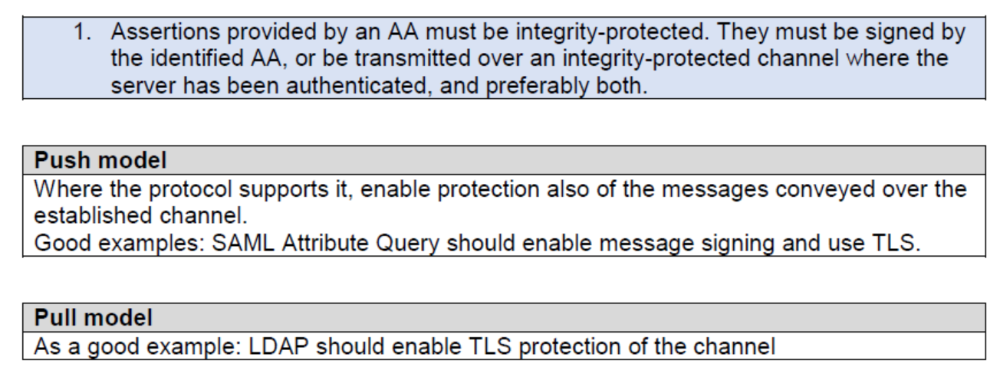 1. Assertions provided by an AA must be integrity-protected. They must be signed by
the identified AA, or be transmitted over an integrity-protected channel where the
server has been authenticated, and preferably both.
Push model
Where the protocol supports it, enable protection also of the messages conveyed over the
established channel.
Good examples: SAML Attribute Query should enable message signing and use TLS.
Pull model
As a good example: LDAP should enable TLS protection of the channel